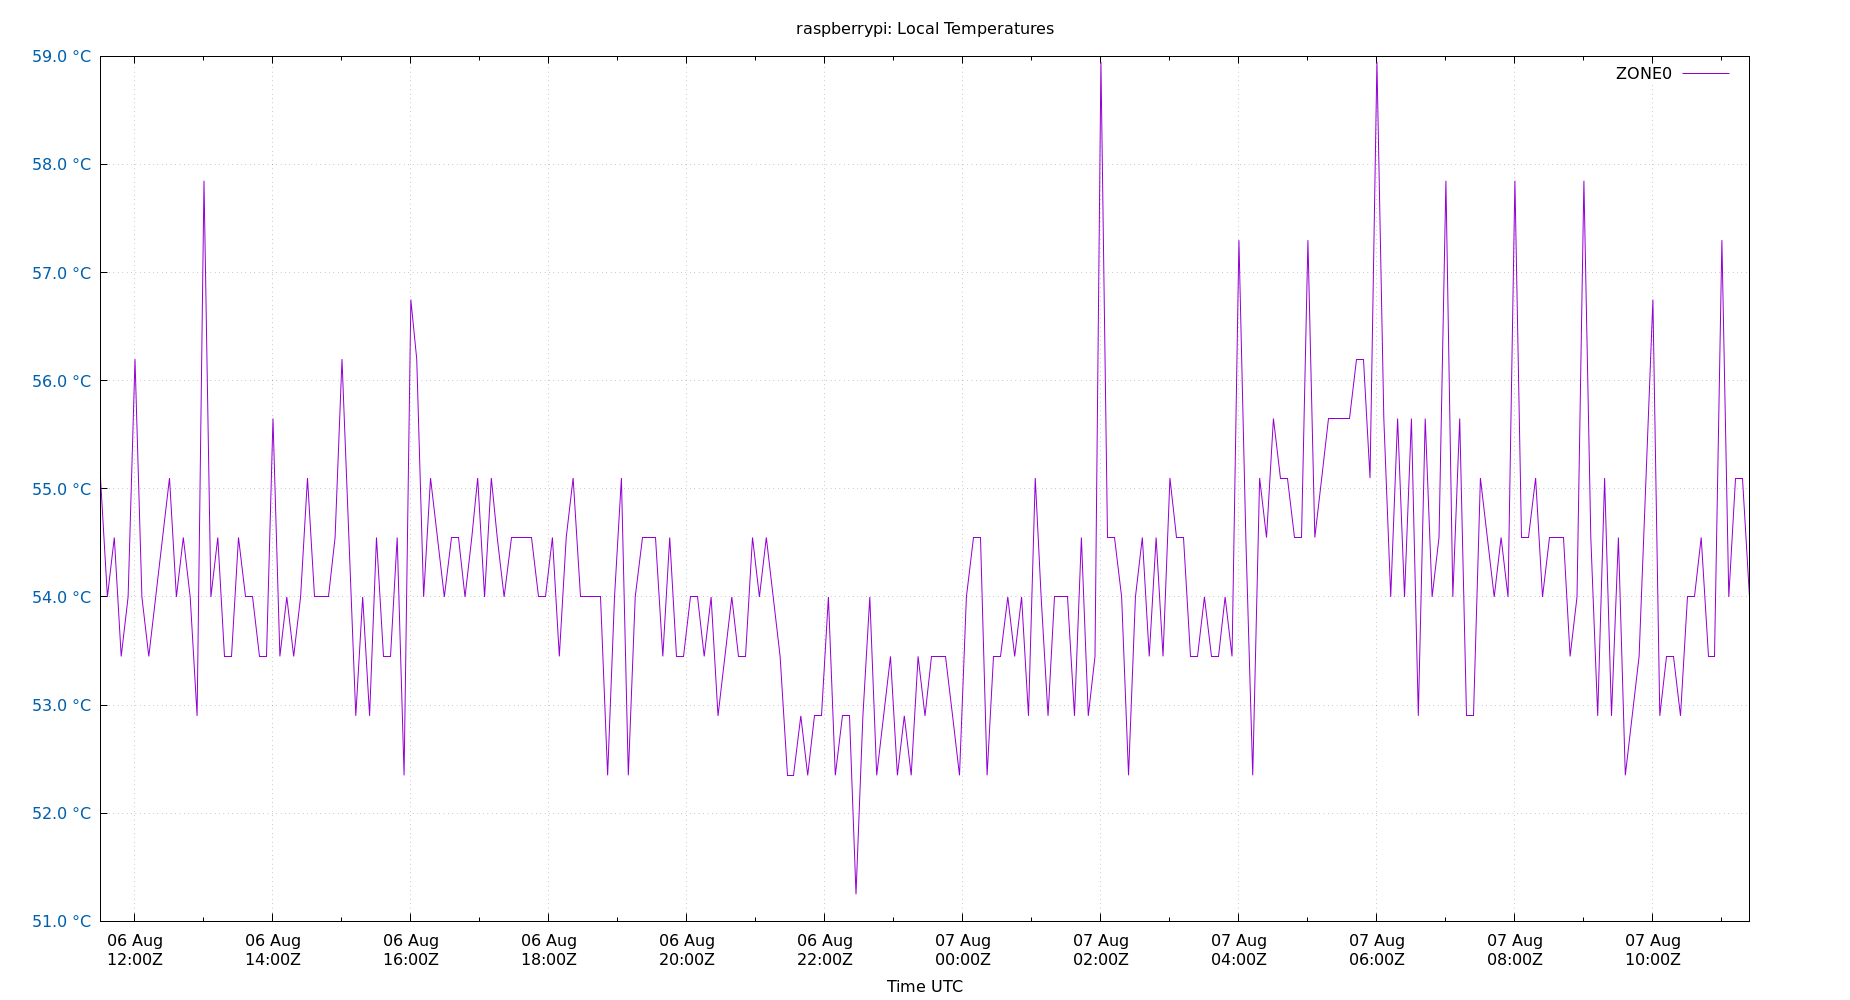 raspberrypi: Local Temperatures
59.0 °C
ZONE0
58.0 °C
57.0 °C
56.0 °C
55.0 °C
54.0 °C
53.0 °C
52.0 °C
51.0 °C
06 Aug 06 Aug 06 Aug 06 Aug 06 Aug 06 Aug 07 Aug 07 Aug 07 Aug 07 Aug 07 Aug 07 Aug
12:00Z 14:00Z 16:00Z 18:00Z 20:00Z 22:00Z 00:00Z 02:00Z 04:00Z 06:00Z 08:00Z 10:00Z
Time UTC